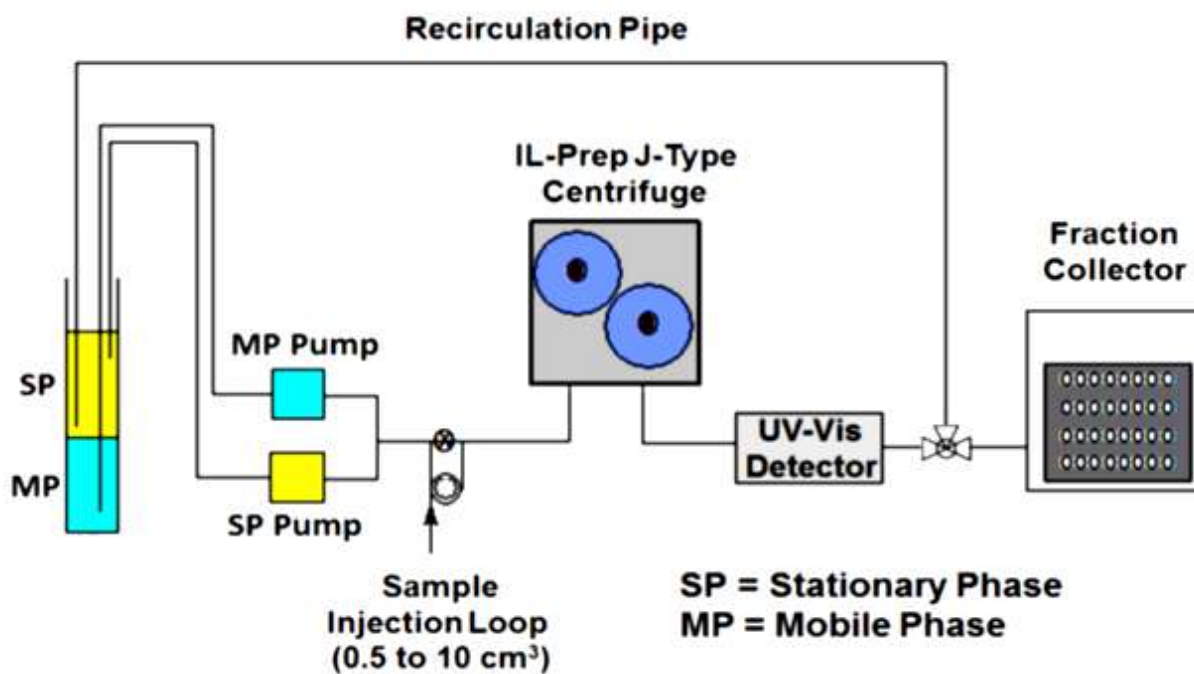 Recirculation Pipe
IL-Prep J-Type
Centrifuge
Fraction
Collector
MP Pump
SP
UV-Vis
Detector
MP
SP Pump
Sample
Injection Loop
(0.5 to 10 cm³)
SP = Stationary Phase
MP = Mobile Phase